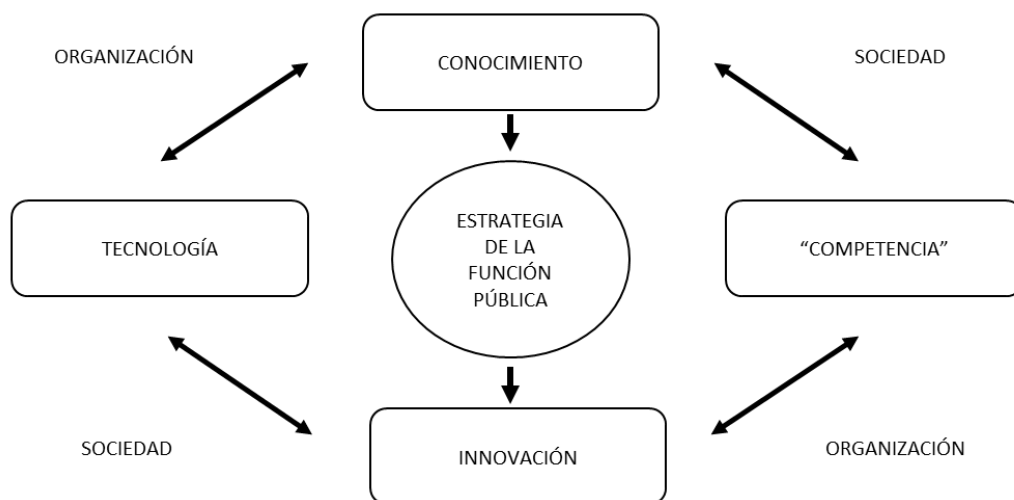 ORGANIZACIÓN
CONOCIMIENTO
SOCIEDAD
TECNOLOGÍA
ESTRATEGIA
DE LA
FUNCIÓN
PÚBLICA
“COMPETENCIA”
SOCIEDAD
INNOVACIÓN
ORGANIZACIÓN